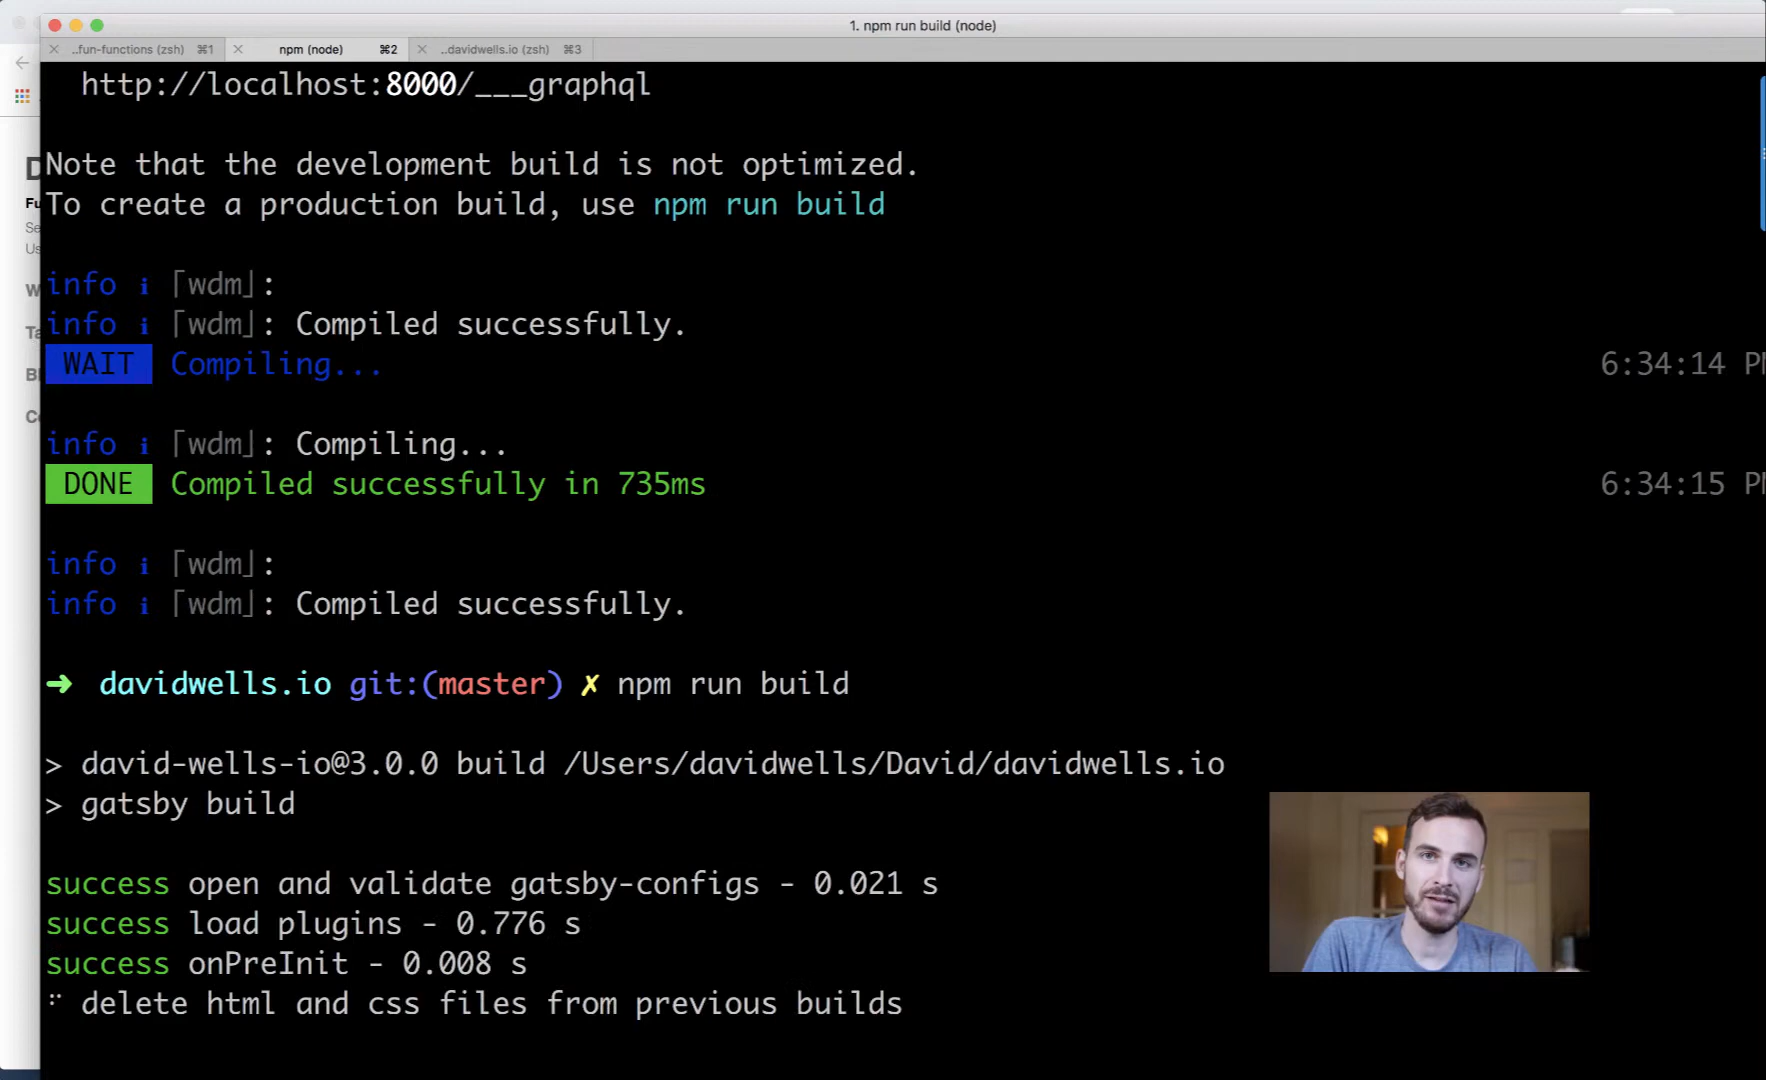 1. npm run build (node)
..fun-functions (zsh) ⌘1
npm (node) ⌘2
..davidwells.io (zsh) ⌘3
http://localhost:8000/___graphql
Note that the development build is not optimized.
To create a production build, use npm run build
info ℹ ｢wdm｣:
info ℹ ｢wdm｣: Compiled successfully.
WAIT Compiling... 6:34:14 PM
info ℹ ｢wdm｣: Compiling...
DONE Compiled successfully in 735ms 6:34:15 PM
info ℹ ｢wdm｣:
info ℹ ｢wdm｣: Compiled successfully.
➜ davidwells.io git:(master) ✗ npm run build
> david-wells-io@3.0.0 build /Users/davidwells/David/davidwells.io
> gatsby build
success open and validate gatsby-configs - 0.021 s
success load plugins - 0.776 s
success onPreInit - 0.008 s
⠋ delete html and css files from previous builds